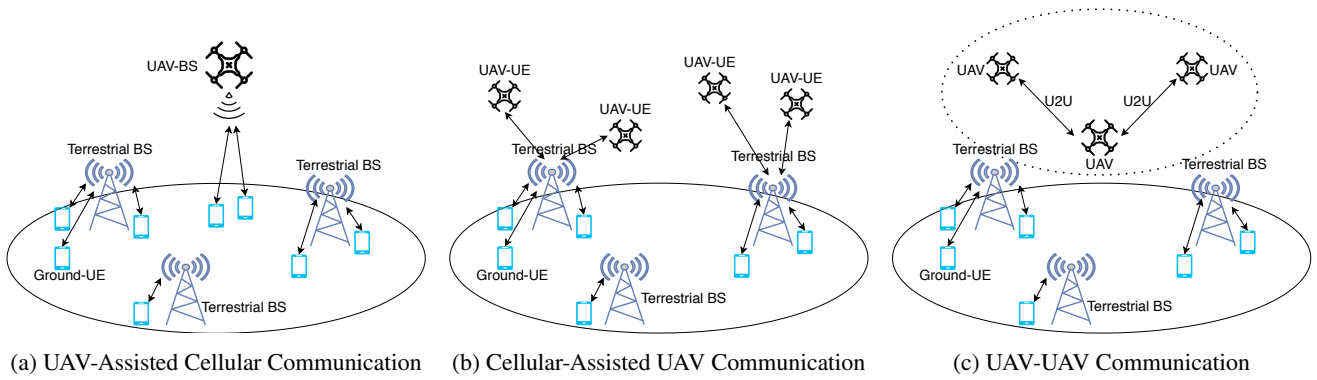 UAV-BS
Terrestrial BS
Terrestrial BS
Ground-UE
Terrestrial BS
(a) UAV-Assisted Cellular Communication
UAV-UE
UAV-UE
UAV-UE
UAV-UE
Terrestrial BS
Terrestrial BS
Ground-UE
Terrestrial BS
(b) Cellular-Assisted UAV Communication
UAV
UAV
U2U
U2U
UAV
Terrestrial BS
Terrestrial BS
Ground-UE
Terrestrial BS
(c) UAV-UAV Communication